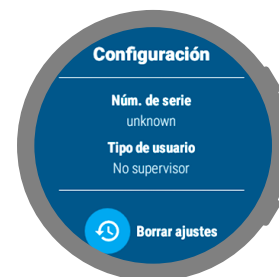 Configuración
Núm. de serie
unknown
Tipo de usuario
No supervisor
Borrar ajustes